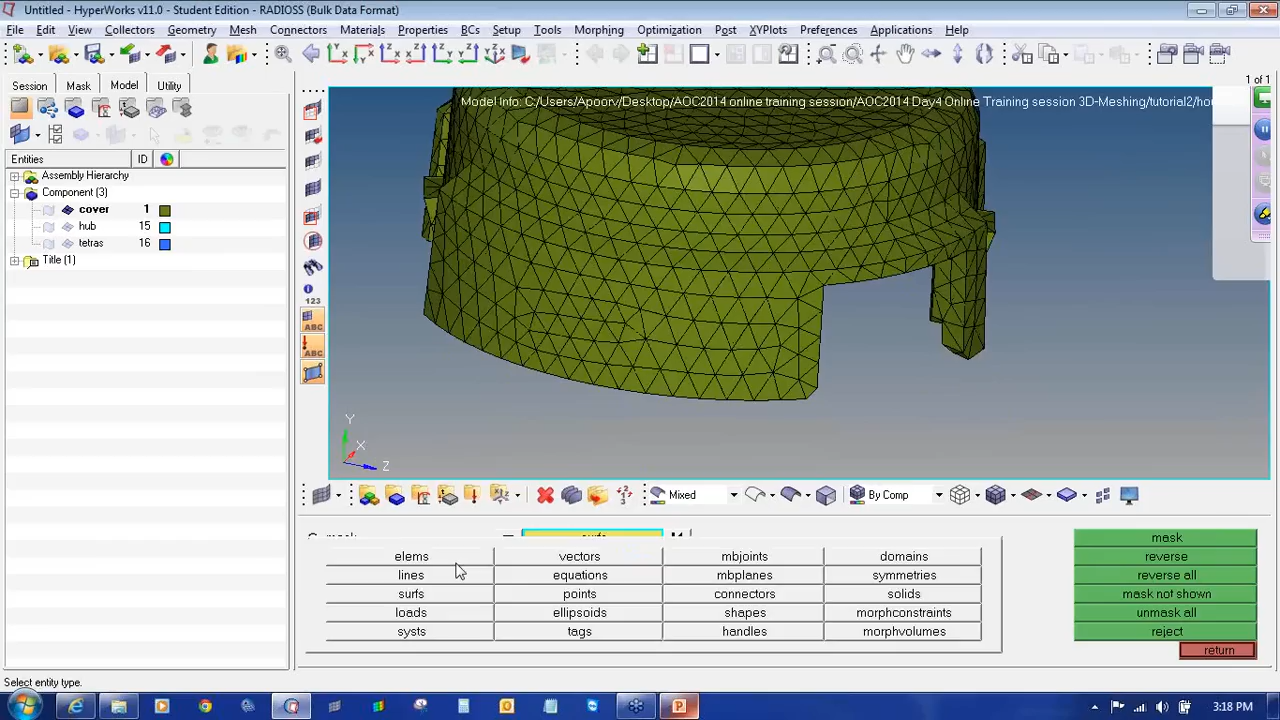 Untitled - HyperWorks v11.0 - Student Edition - RADIOSS (Bulk Data Format)
File Edit View Collectors Geometry Mesh Connectors Materials Properties BCs Setup Tools Morphing Optimization Post XYPlots Preferences Applications Help
1 of 1
Session Mask Model Utility
Model Info: C:/Users/Apoorv/Desktop/AOC2014 online training session/AOC2014 Day4 Online Training session 3D-Meshing/tutorial2/hou
Entities ID
Assembly Hierarchy
Component (3)
cover 1
hub 15
tetras 16
Title (1)
123
ABC
ABC
Y
X
Z
Mixed
By Comp
mask surfs
elems vectors mbjoints domains
lines equations mbplanes symmetries
surfs points connectors solids
loads ellipsoids shapes morphconstraints
systs tags handles morphvolumes
mask
reverse
reverse all
mask not shown
unmask all
reject
return
Select entity type.
3:18 PM